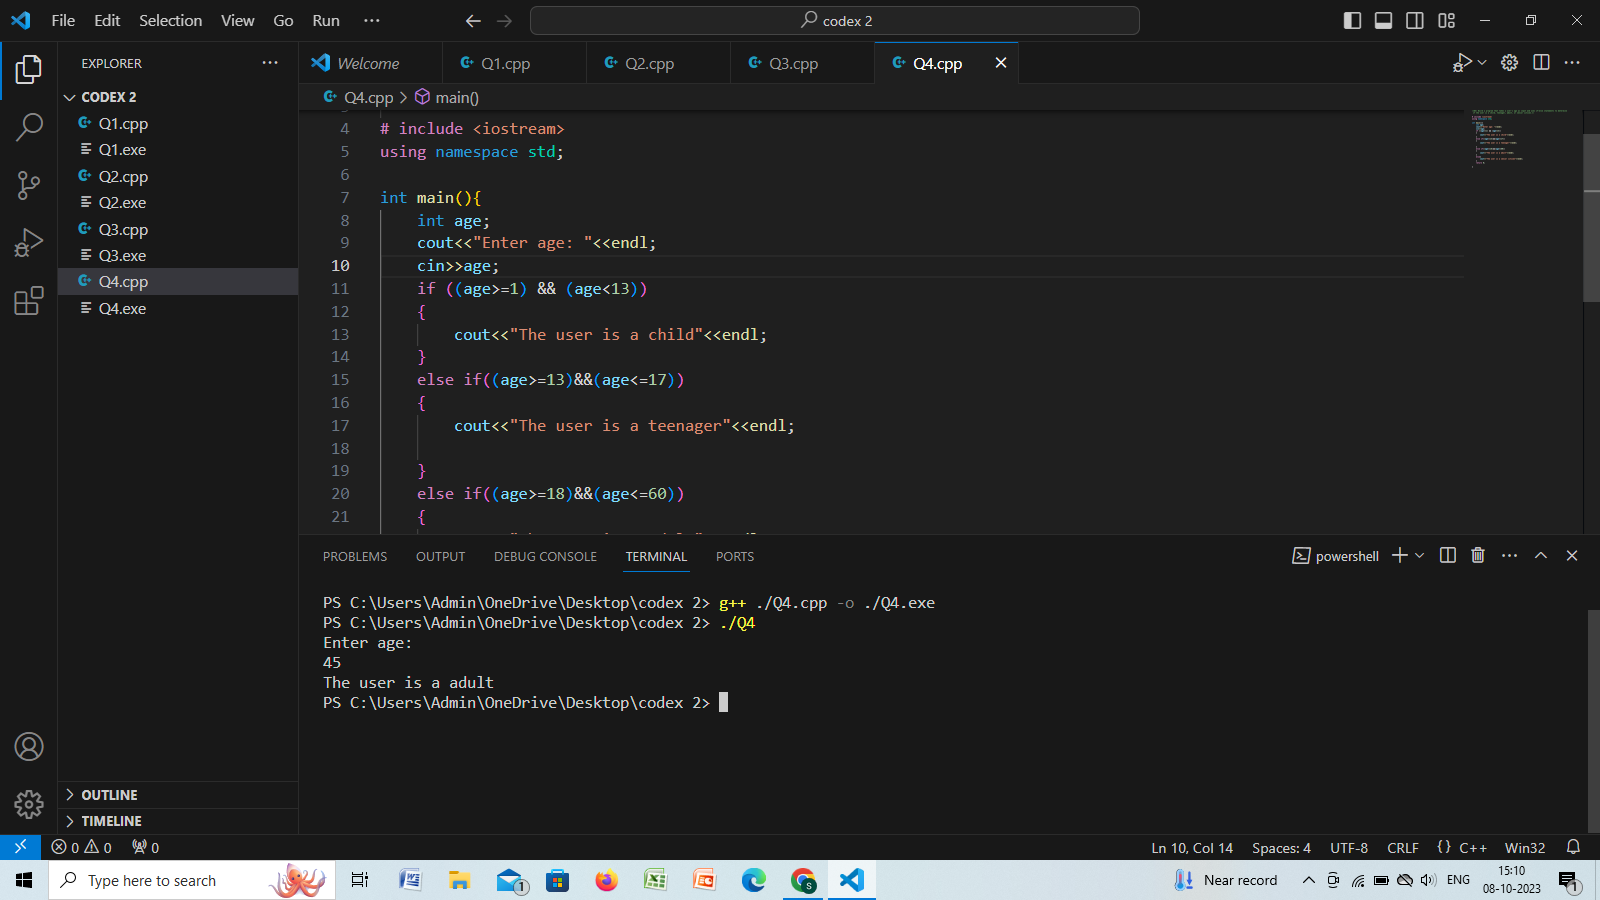 File Edit Selection View Go Run ··· codex 2
EXPLORER ···
CODEX 2
Q1.cpp
Q1.exe
Q2.cpp
Q2.exe
Q3.cpp
Q3.exe
Q4.cpp
Q4.exe
OUTLINE
TIMELINE
Welcome Q1.cpp Q2.cpp Q3.cpp Q4.cpp
Q4.cpp > main()
4 # include <iostream>
5 using namespace std;
6
7 int main(){
8 int age;
9 cout<<"Enter age: "<<endl;
10 cin>>age;
11 if ((age>=1) && (age<13))
12 {
13 cout<<"The user is a child"<<endl;
14 }
15 else if((age>=13)&&(age<=17))
16 {
17 cout<<"The user is a teenager"<<endl;
18
19 }
20 else if((age>=18)&&(age<=60))
21 {
PROBLEMS OUTPUT DEBUG CONSOLE TERMINAL PORTS powershell
PS C:\Users\Admin\OneDrive\Desktop\codex 2> g++ ./Q4.cpp -o ./Q4.exe
PS C:\Users\Admin\OneDrive\Desktop\codex 2> ./Q4
Enter age:
45
The user is a adult
PS C:\Users\Admin\OneDrive\Desktop\codex 2>
0 0 0 Ln 10, Col 14 Spaces: 4 UTF-8 CRLF {} C++ Win32
Type here to search 1 S Near record ENG 15:10
08-10-2023 1